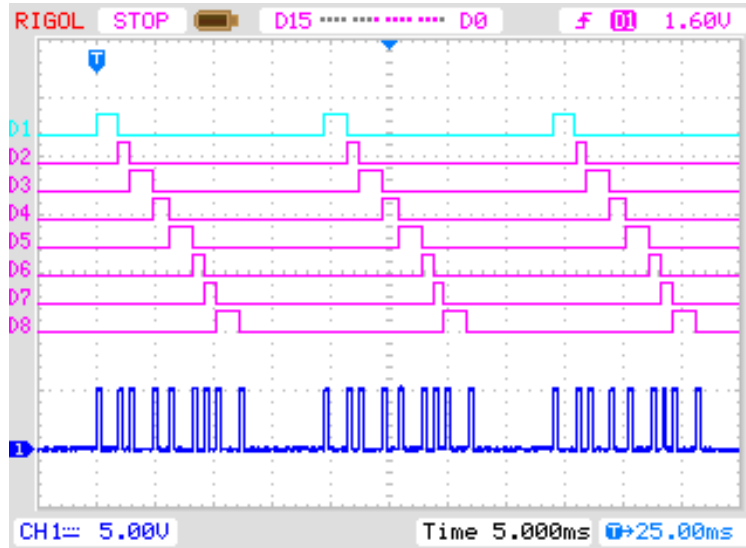 RIGOL STOP D15 D0 D1 1.60V
T
D1
D2
D3
D4
D5
D6
D7
D8
1
CH1 5.00V Time 5.000ms T→25.00ms